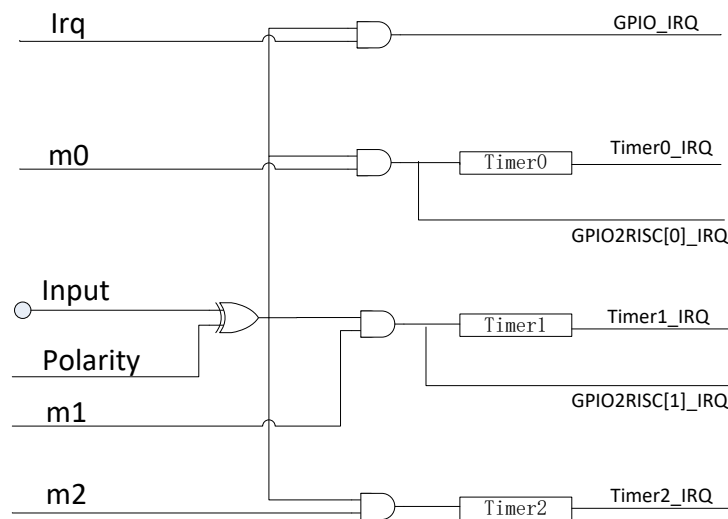 Irq
GPIO_IRQ
m0
Timer0
Timer0_IRQ
GPIO2RISC[0]_IRQ
Input
Timer1
Timer1_IRQ
Polarity
GPIO2RISC[1]_IRQ
m1
m2
Timer2
Timer2_IRQ